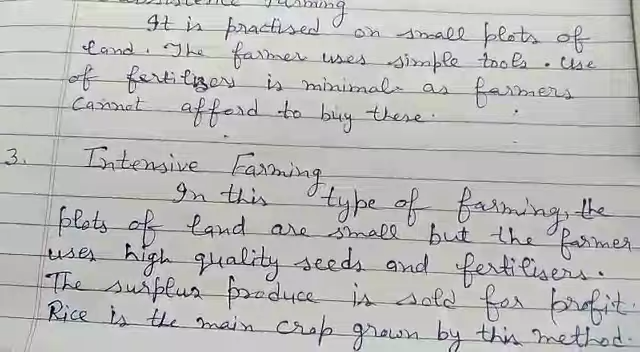 Farming
It is practised on small plots of
land. The farmer uses simple tools. Use
of fertilizers is minimal as farmers
cannot afford to buy these.
3. Intensive Farming
In this type of farming, the
plots of land are small but the farmer
uses high quality seeds and fertilisers.
The surplus produce is sold for profit.
Rice is the main crop grown by this method.